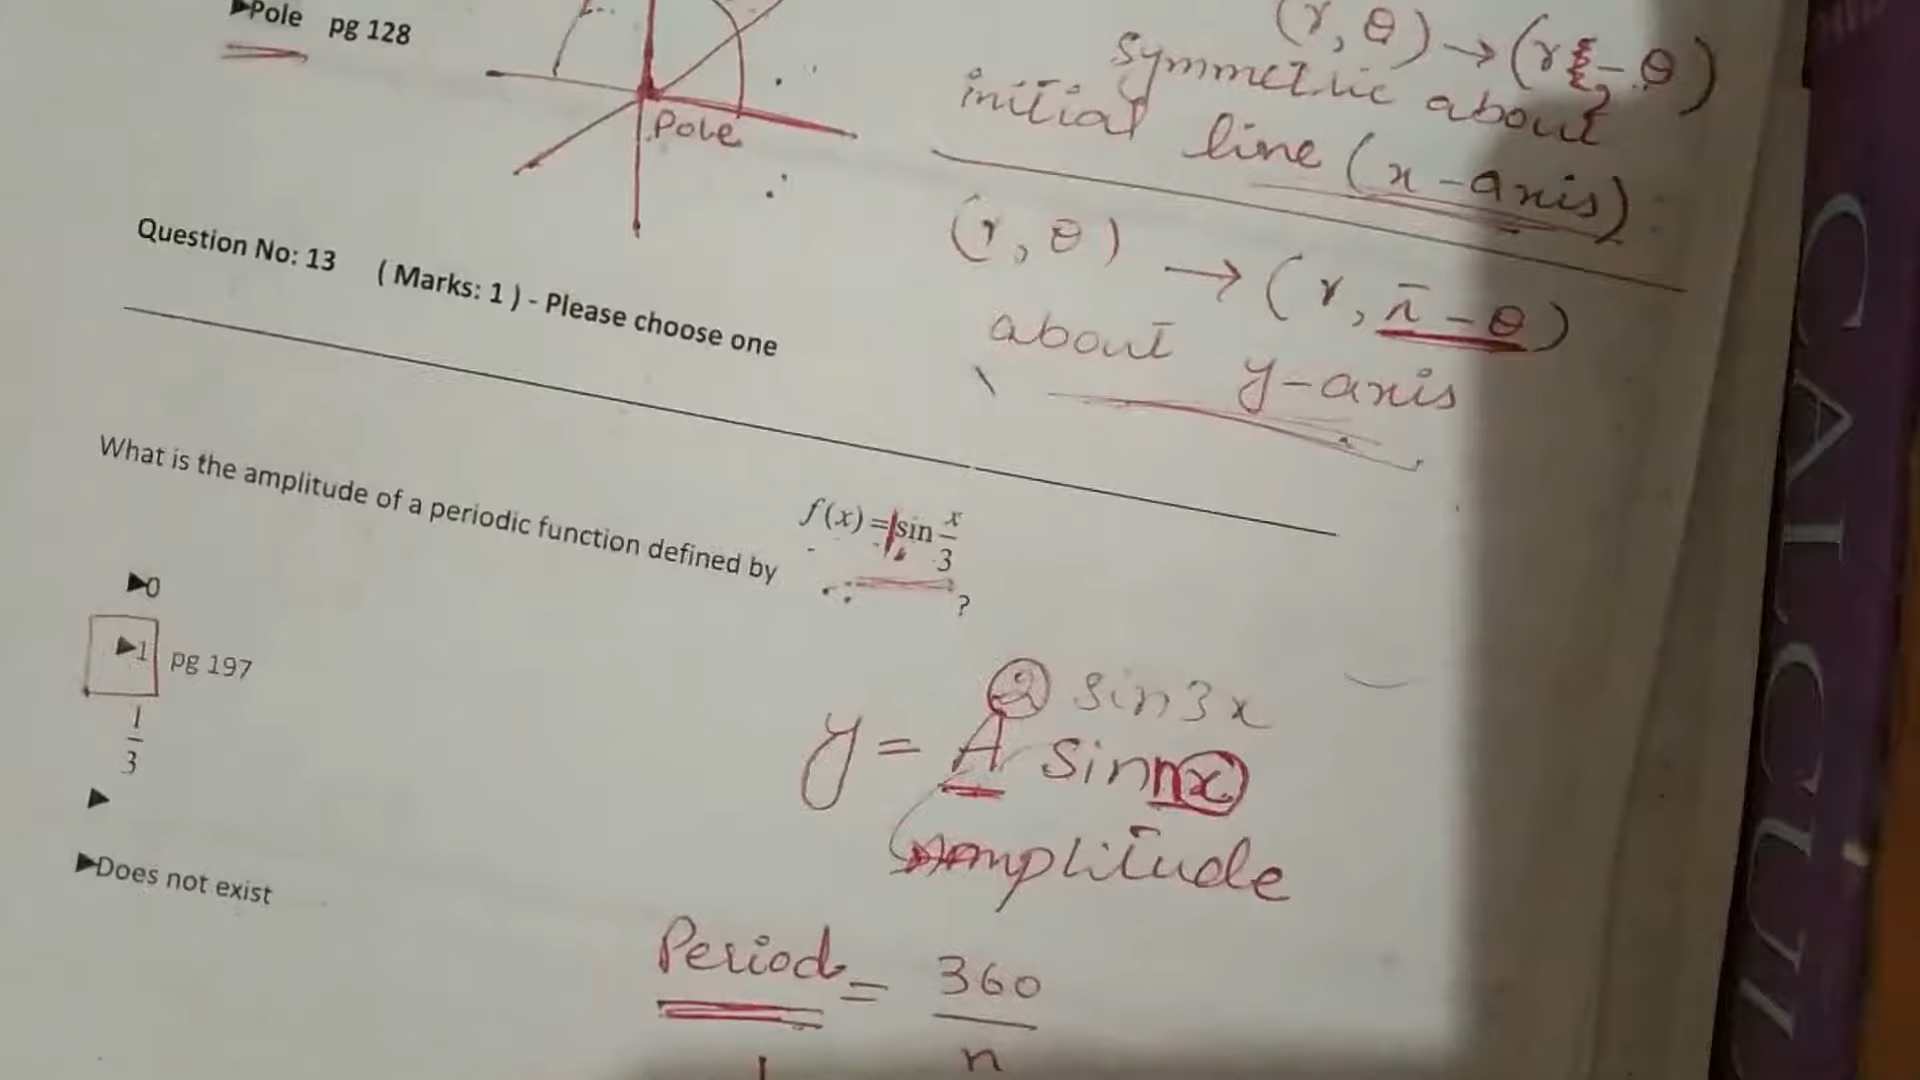 ▶Pole pg 128
Pole
(r, θ) → (r, -θ)
symmetric about
initial line (x-axis)
(r, θ) → (r, π - θ)
about y-axis
Question No: 13 ( Marks: 1 ) - Please choose one
What is the amplitude of a periodic function defined by f(x) = sin x/3 ?
▶0
▶1 pg 197
1/3
▶
▶Does not exist
2 sin3x
y = A sin nx
amplitude
Period = 360/n
CALCUL